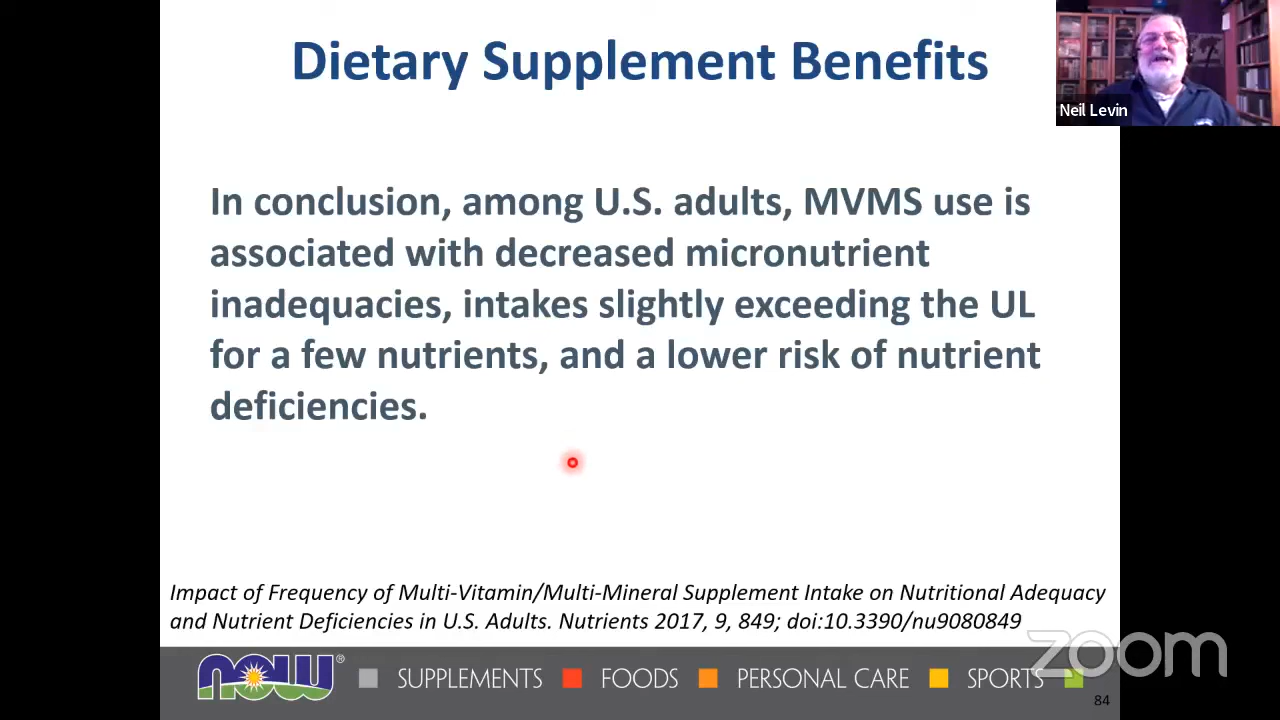 Dietary Supplement Benefits
Neil Levin
In conclusion, among U.S. adults, MVMS use is
associated with decreased micronutrient
inadequacies, intakes slightly exceeding the UL
for a few nutrients, and a lower risk of nutrient
deficiencies.
Impact of Frequency of Multi-Vitamin/Multi-Mineral Supplement Intake on Nutritional Adequacy
and Nutrient Deficiencies in U.S. Adults. Nutrients 2017, 9, 849; doi:10.3390/nu9080849
now® SUPPLEMENTS FOODS PERSONAL CARE SPORTS
zoom
84